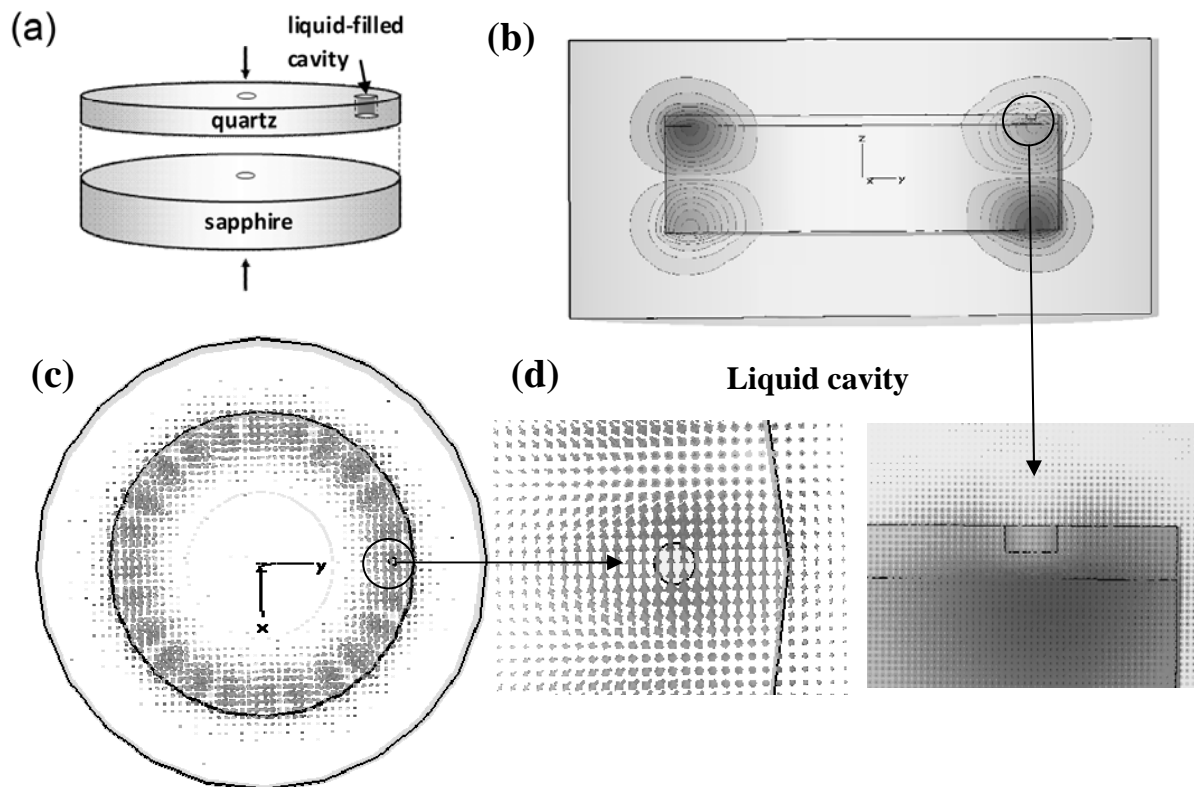 (a)
liquid-filled
cavity
quartz
sapphire
(b)
z
x y
(c)
y
x
(d)
Liquid cavity